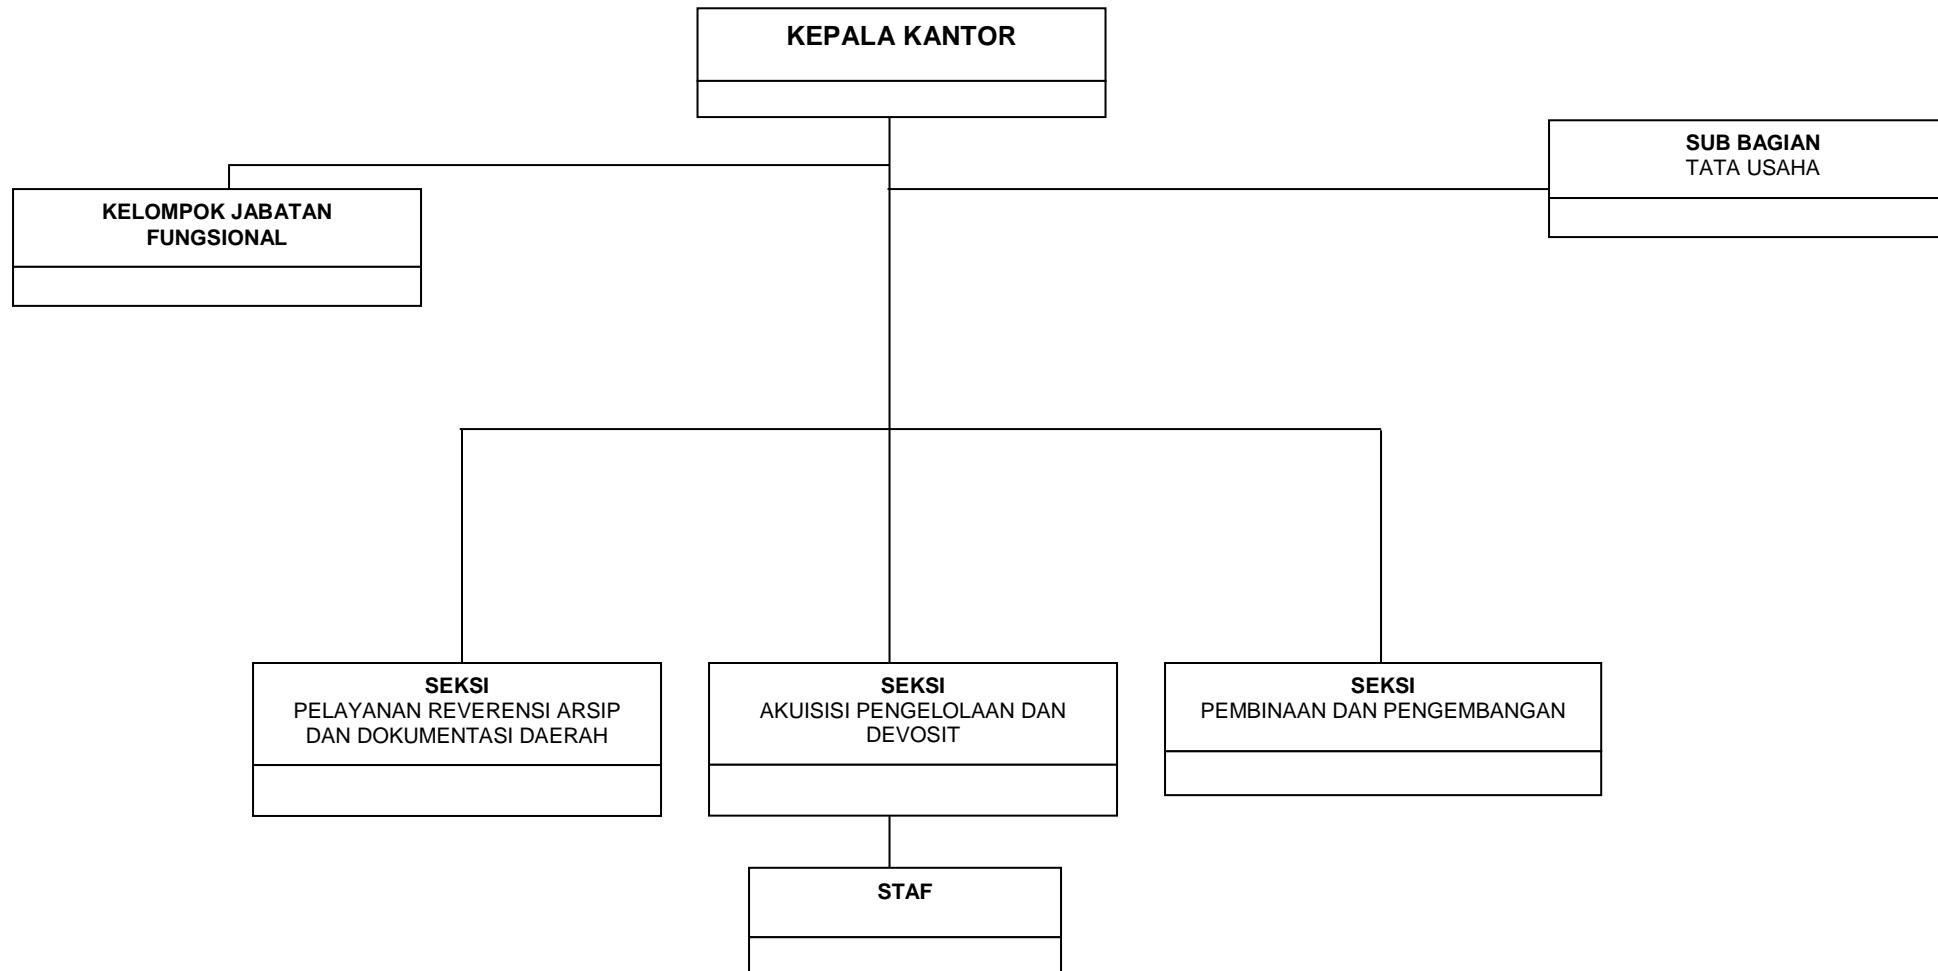 KEPALA KANTOR
SUB BAGIAN
TATA USAHA
KELOMPOK JABATAN
FUNGSIONAL
SEKSI
PELAYANAN REVERENSI ARSIP
DAN DOKUMENTASI DAERAH
SEKSI
AKUISISI PENGELOLAAN DAN
DEVOSIT
SEKSI
PEMBINAAN DAN PENGEMBANGAN
STAF